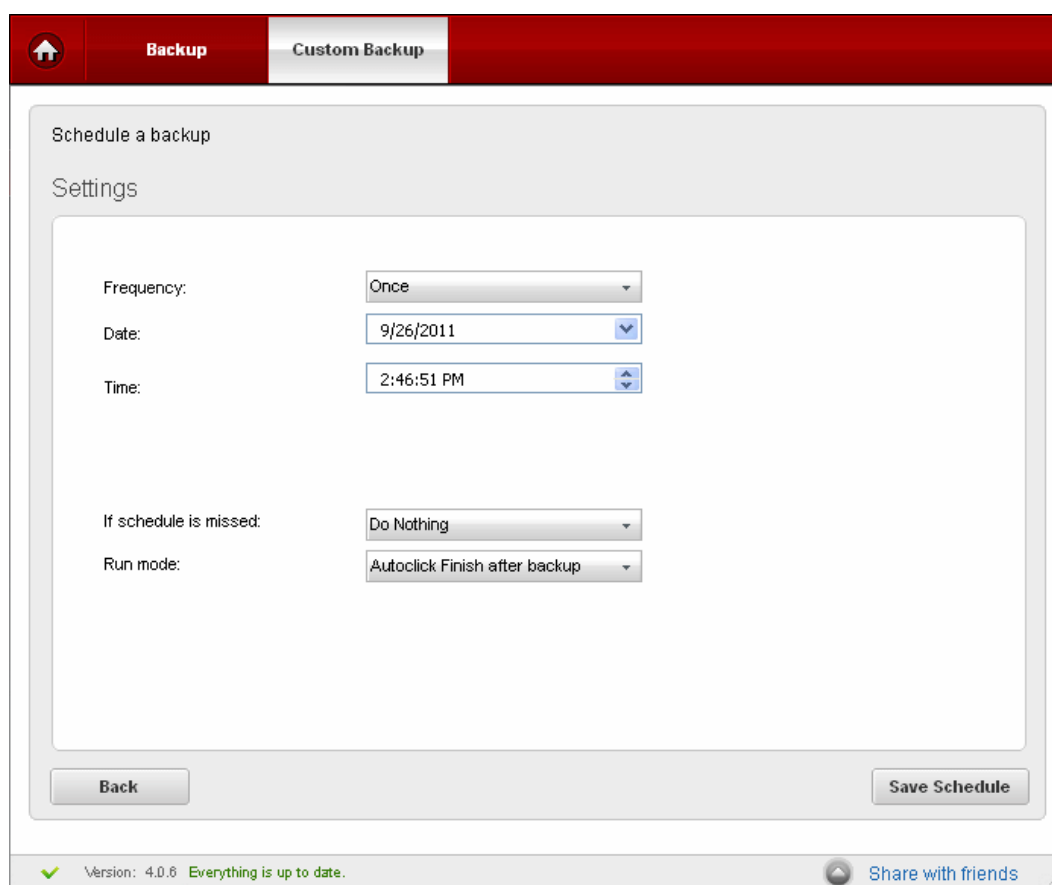 Backup
Custom Backup
Schedule a backup
Settings
Frequency: Once
Date: 9/26/2011
Time: 2:46:51 PM
If schedule is missed: Do Nothing
Run mode: Autoclick Finish after backup
Back
Save Schedule
Version: 4.0.6 Everything is up to date.
Share with friends